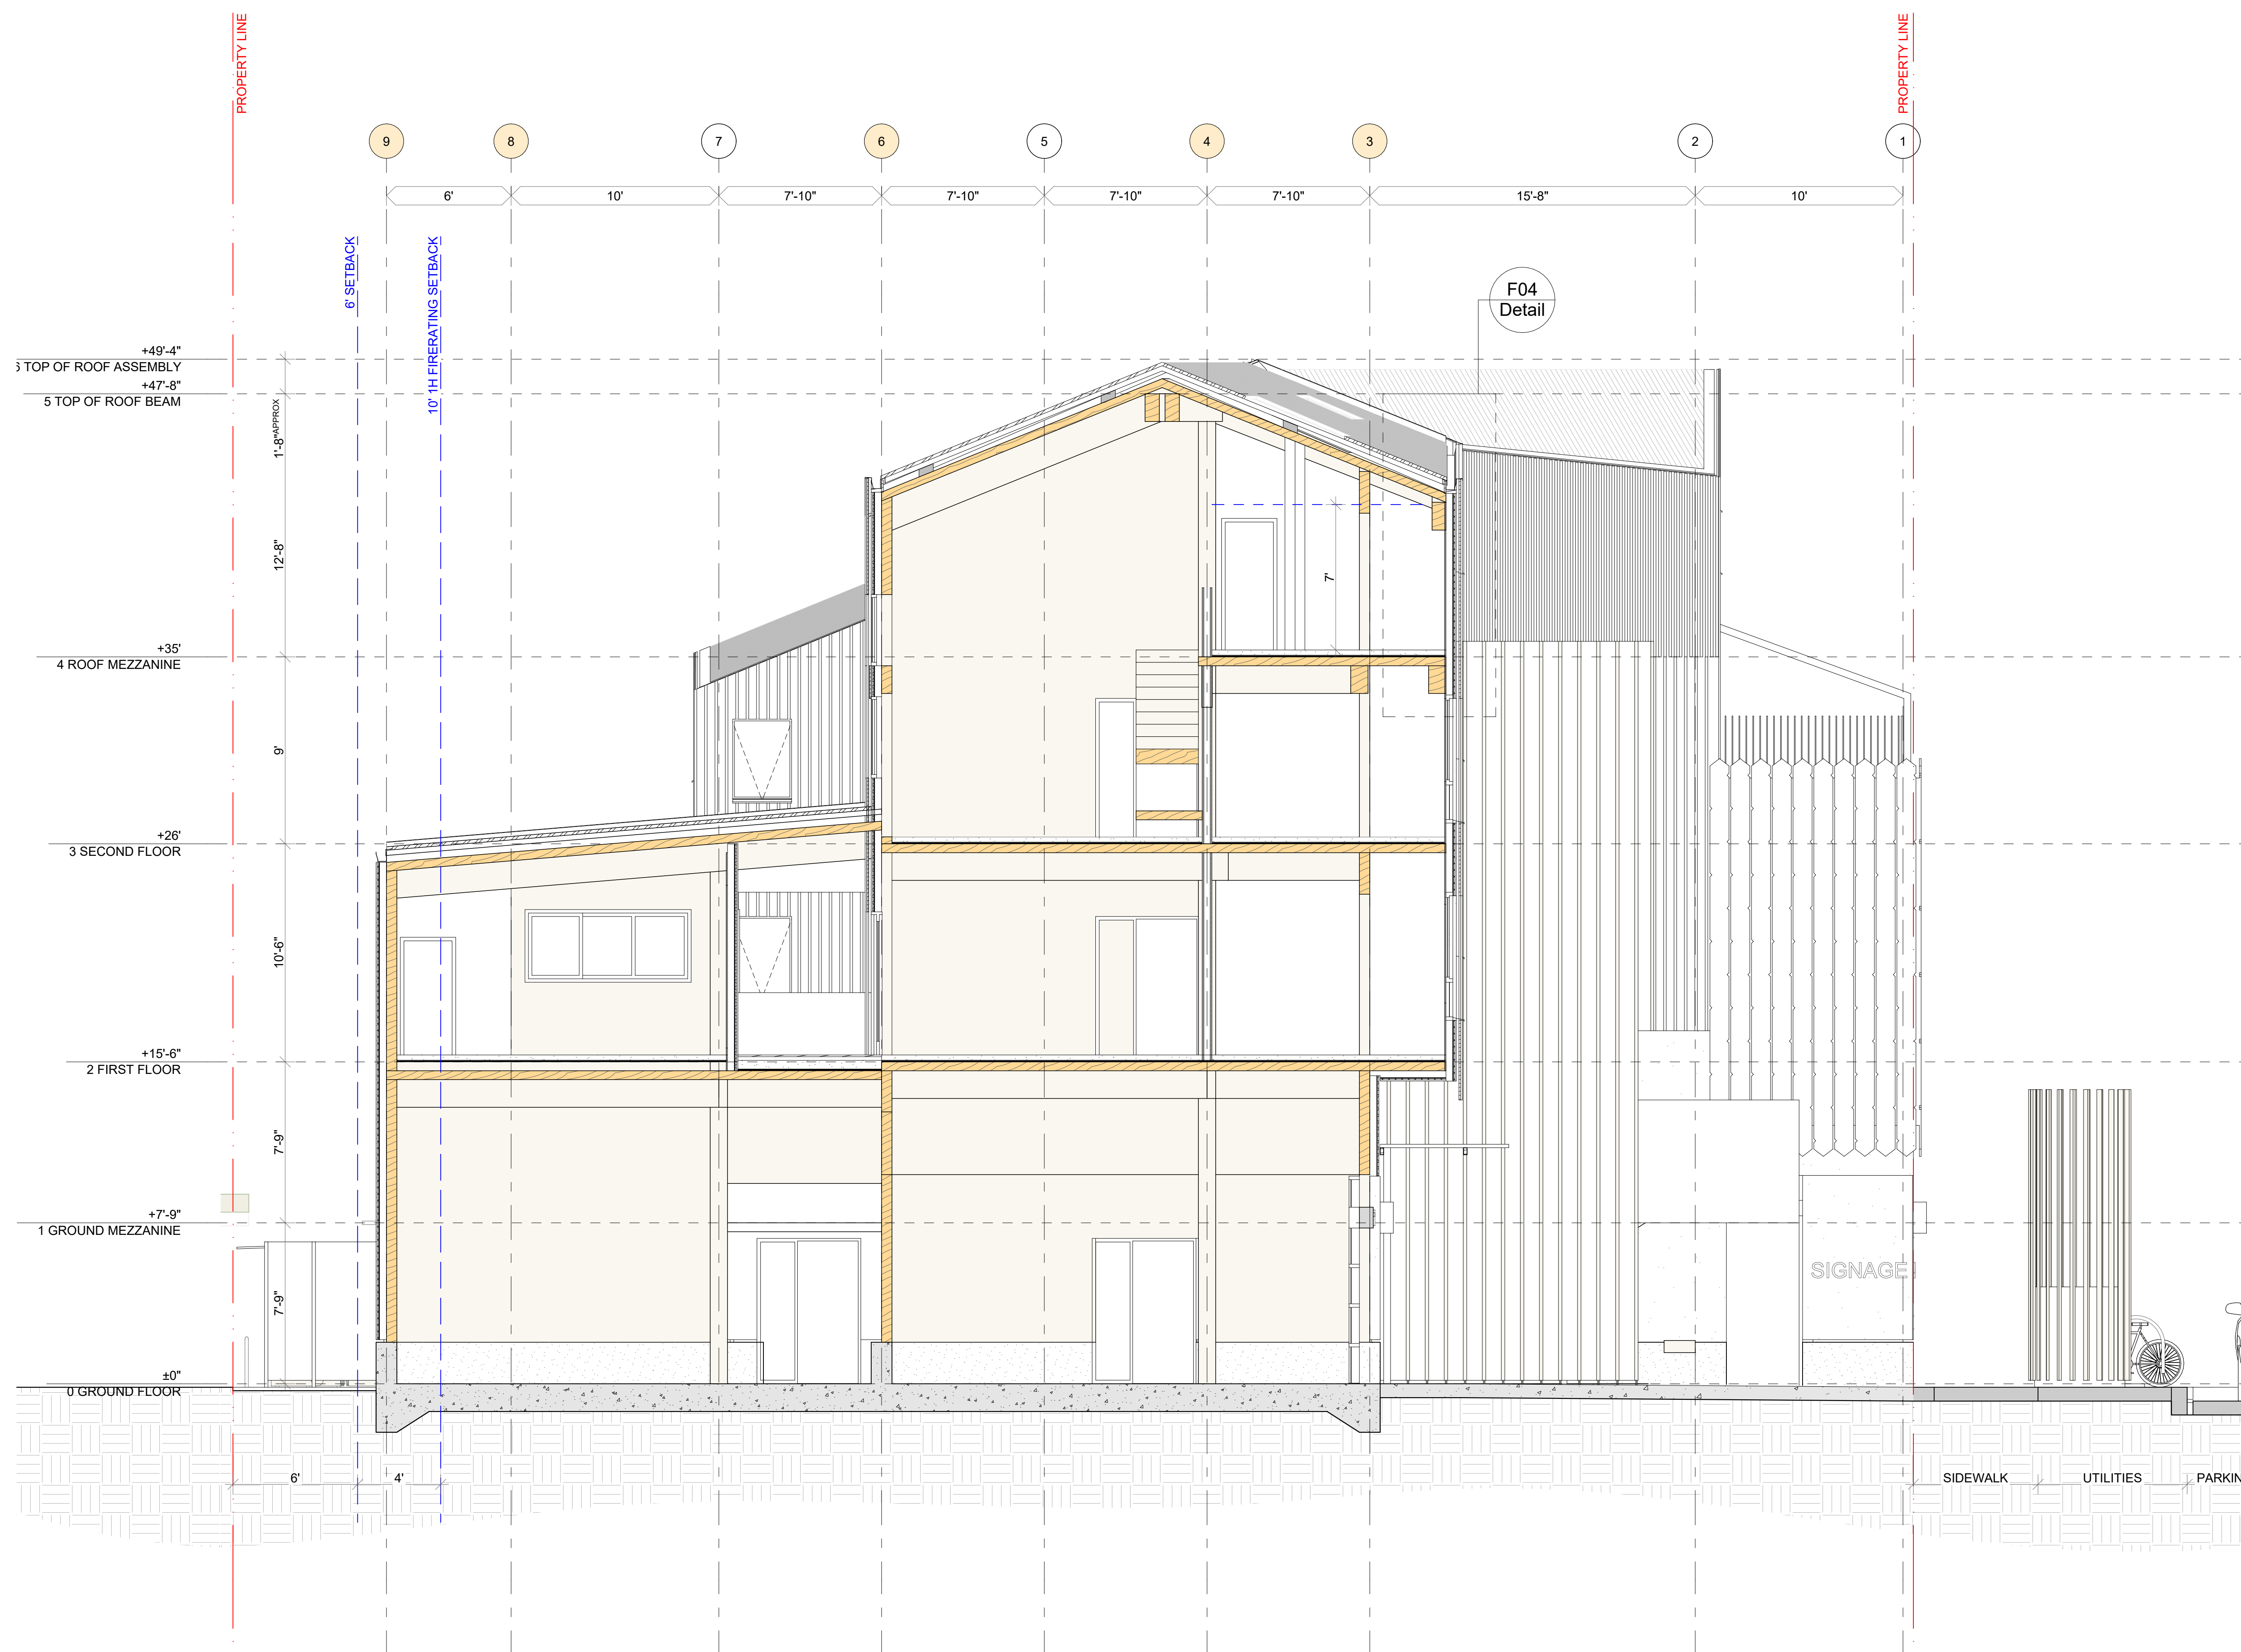 PROPERTY LINE
PROPERTY LINE
9
8
7
6
5
4
3
2
1
6'
10'
7'-10"
7'-10"
7'-10"
7'-10"
15'-8"
10'
6' SETBACK
10' 1H FIRERATING SETBACK
F04
Detail
+49'-4"
TOP OF ROOF ASSEMBLY
+47'-8"
5 TOP OF ROOF BEAM
1'-8" APPROX
12'-8"
7'
+35'
4 ROOF MEZZANINE
9'
+26'
3 SECOND FLOOR
10'-6"
+15'-6"
2 FIRST FLOOR
7'-9"
+7'-9"
1 GROUND MEZZANINE
SIGNAGE
7'-9"
±0"
0 GROUND FLOOR
6'
4'
SIDEWALK
UTILITIES
PARKIN